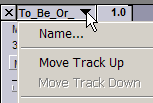 To_Be_Or_ 1.0
Name...
Move Track Up
Move Track Down